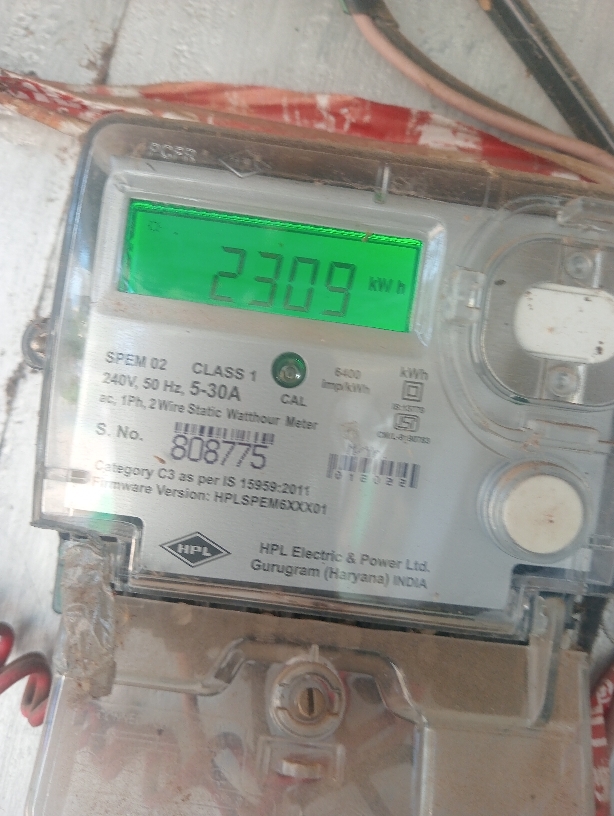 2309 kWh
SPEM 02 CLASS 1
240V, 50 Hz, 5-30A
CAL
6400
imp/kWh
kWh
ac, 1Ph, 2 Wire Static Watthour Meter
S. No.
808775
Category C3 as per IS 15959:2011
Firmware Version: HPLSPEM6XXX01
HPL
HPL Electric & Power Ltd.
Gurugram (Haryana) INDIA